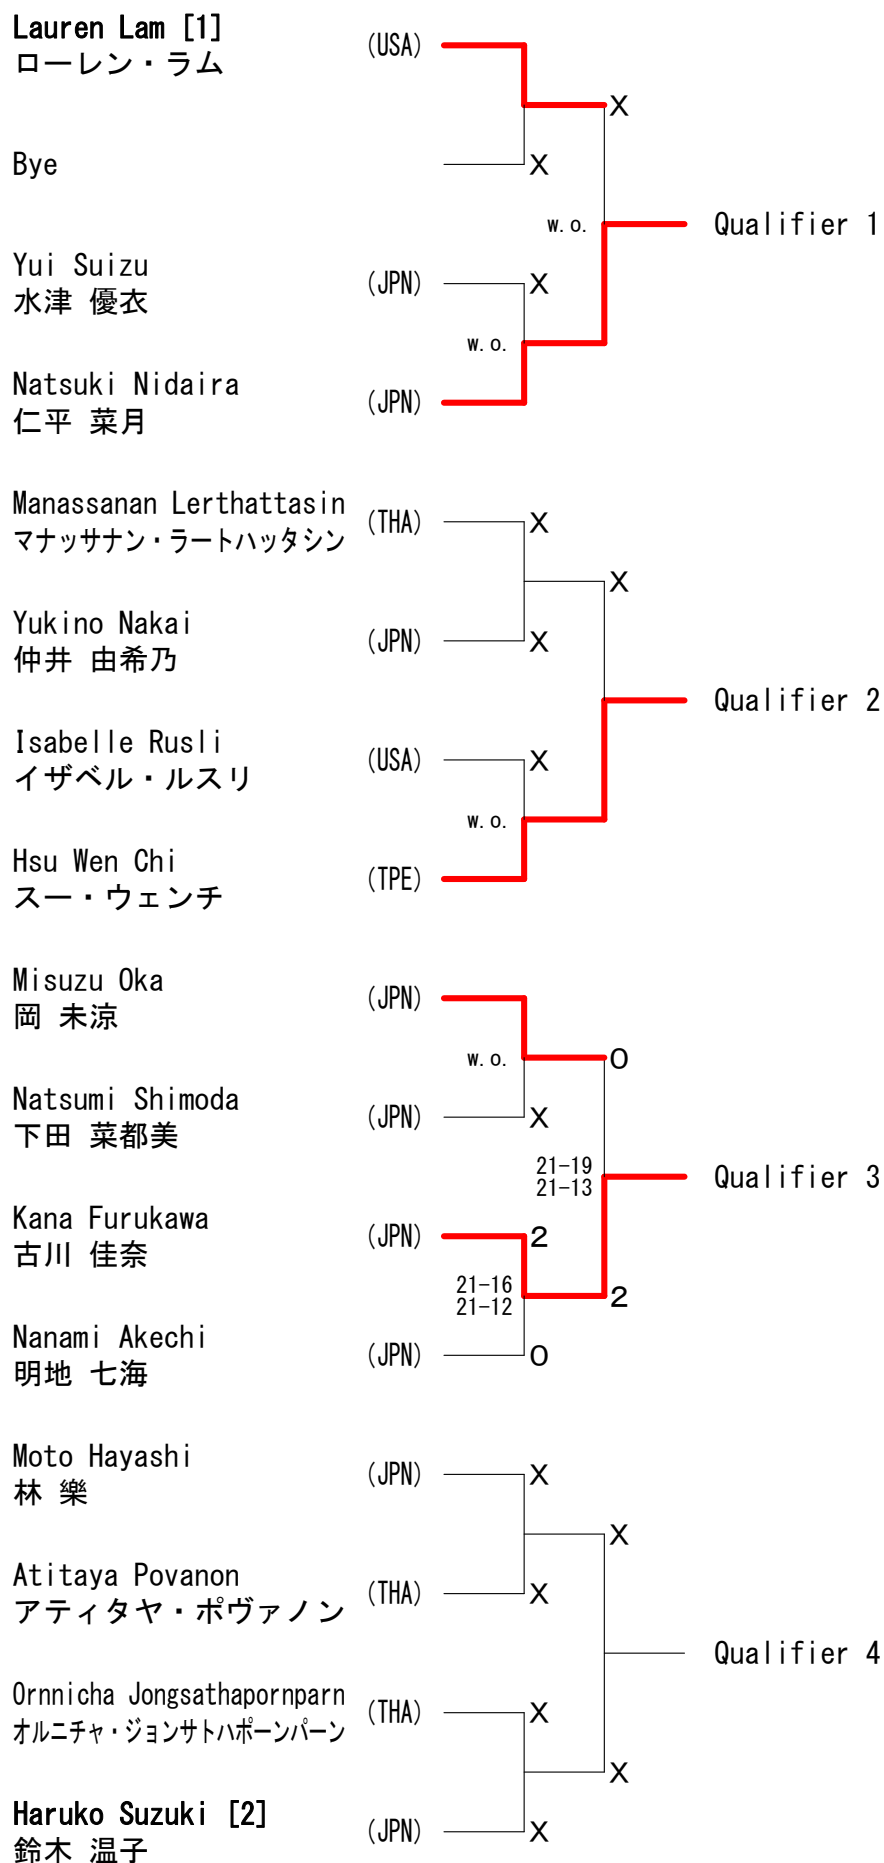 Lauren Lam [1]
ローレン・ラム
(USA)
X
Bye
X
w.o.
Qualifier 1
Yui Suizu
水津 優衣
(JPN)
X
w.o.
Natsuki Nidaira
仁平 菜月
(JPN)
Manassanan Lerthattasin
マナッサナン・ラートハッタシン
(THA)
X
X
Yukino Nakai
仲井 由希乃
(JPN)
X
Qualifier 2
Isabelle Rusli
イザベル・ルスリ
(USA)
X
w.o.
Hsu Wen Chi
スー・ウェンチ
(TPE)
Misuzu Oka
岡 未涼
(JPN)
w.o.
0
Natsumi Shimoda
下田 菜都美
(JPN)
X
21-19
21-13
Qualifier 3
Kana Furukawa
古川 佳奈
(JPN)
2
21-16
21-12
2
Nanami Akechi
明地 七海
(JPN)
0
Moto Hayashi
林 樂
(JPN)
X
X
Atitaya Povanon
アティタヤ・ポヴァノン
(THA)
X
Qualifier 4
Ornnicha Jongsathapornparn
オルニチャ・ジョンサトハポーンパーン
(THA)
X
X
Haruko Suzuki [2]
鈴木 温子
(JPN)
X